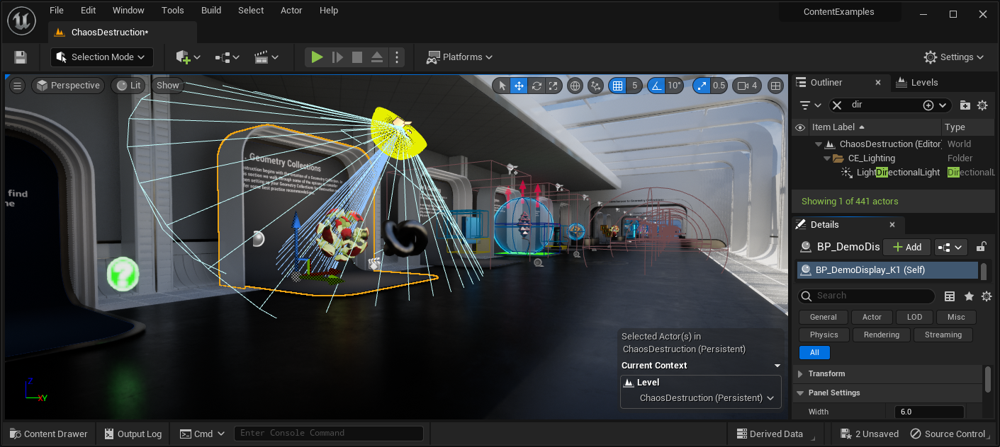 File Edit Window Tools Build Select Actor Help
ContentExamples
ChaosDestruction*
Selection Mode
Platforms
Settings
Perspective
Lit
Show
5
10°
0.5
4
Outliner
Levels
dir
Item Label
Type
ChaosDestruction (Editor)
World
CE_Lighting
Folder
LightDirectionalLight
DirectionalL
Showing 1 of 441 actors
Details
BP_DemoDis
Add
BP_DemoDisplay_K1 (Self)
Search
General Actor LOD Misc
Physics Rendering Streaming
All
Transform
Panel Settings
Width
6.0
find
ne
. Geometry Collections
Selected Actor(s) in
ChaosDestruction (Persistent)
Current Context
Level
ChaosDestruction (Persistent)
Z
X
Y
Content Drawer
Output Log
Cmd
Enter Console Command
Derived Data
2 Unsaved
Source Control